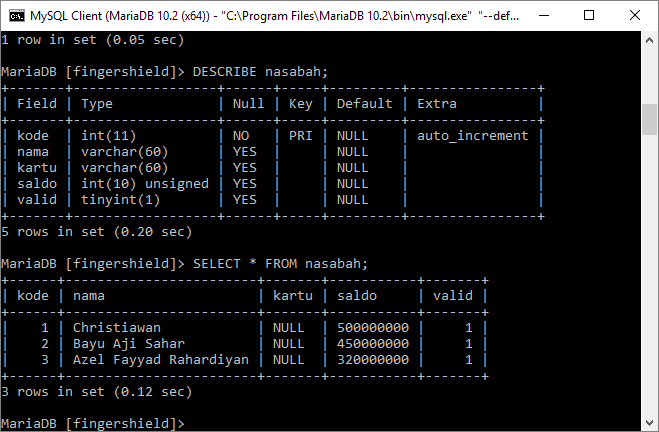 MySQL Client (MariaDB 10.2 (x64)) - "C:\Program Files\MariaDB 10.2\bin\mysql.exe" "--def...
1 row in set (0.05 sec)
MariaDB [fingershield]> DESCRIBE nasabah;
+-------+------------------+------+-----+---------+----------------+
| Field | Type             | Null | Key | Default | Extra          |
+-------+------------------+------+-----+---------+----------------+
| kode  | int(11)          | NO   | PRI | NULL    | auto_increment |
| nama  | varchar(60)      | YES  |     | NULL    |                |
| kartu | varchar(60)      | YES  |     | NULL    |                |
| saldo | int(10) unsigned | YES  |     | NULL    |                |
| valid | tinyint(1)       | YES  |     | NULL    |                |
+-------+------------------+------+-----+---------+----------------+
5 rows in set (0.20 sec)
MariaDB [fingershield]> SELECT * FROM nasabah;
+------+------------------------+-------+-----------+-------+
| kode | nama                   | kartu | saldo     | valid |
+------+------------------------+-------+-----------+-------+
|    1 | Christiawan            | NULL  | 500000000 |     1 |
|    2 | Bayu Aji Sahar         | NULL  | 450000000 |     1 |
|    3 | Azel Fayyad Rahardiyan | NULL  | 320000000 |     1 |
+------+------------------------+-------+-----------+-------+
3 rows in set (0.12 sec)
MariaDB [fingershield]>